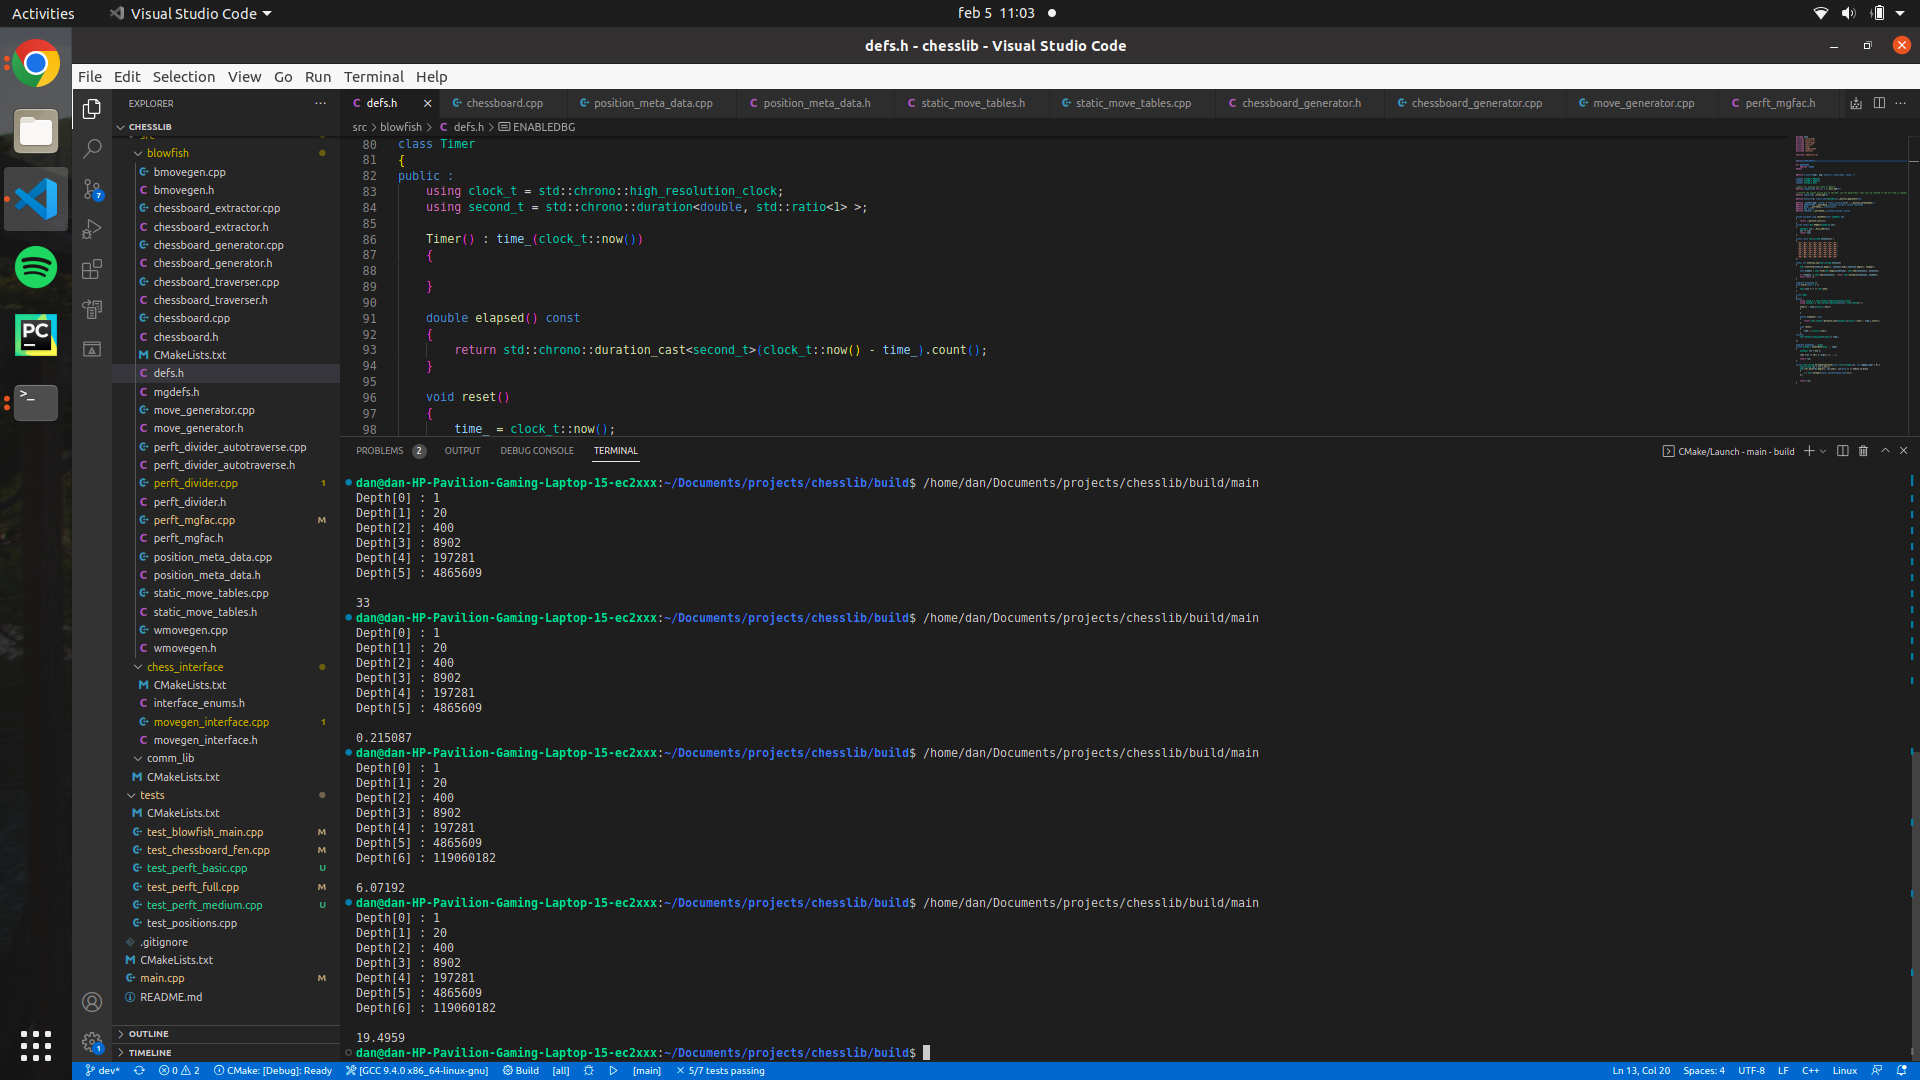 Activities
Visual Studio Code
feb 5 11:03
defs.h - chesslib - Visual Studio Code
File Edit Selection View Go Run Terminal Help
EXPLORER
CHESSLIB
src
blowfish
bmovegen.cpp
bmovegen.h
chessboard_extractor.cpp
chessboard_extractor.h
chessboard_generator.cpp
chessboard_generator.h
chessboard_traverser.cpp
chessboard_traverser.h
chessboard.cpp
chessboard.h
CMakeLists.txt
defs.h
mgdefs.h
move_generator.cpp
move_generator.h
perft_divider_autotraverse.cpp
perft_divider_autotraverse.h
perft_divider.cpp 1
perft_divider.h
perft_mgfac.cpp M
perft_mgfac.h
position_meta_data.cpp
position_meta_data.h
static_move_tables.cpp
static_move_tables.h
wmovegen.cpp
wmovegen.h
chess_interface
CMakeLists.txt
interface_enums.h
movegen_interface.cpp 1
movegen_interface.h
comm_lib
CMakeLists.txt
tests
CMakeLists.txt
test_blowfish_main.cpp M
test_chessboard_fen.cpp M
test_perft_basic.cpp U
test_perft_full.cpp M
test_perft_medium.cpp U
test_positions.cpp
.gitignore
CMakeLists.txt
main.cpp M
README.md
OUTLINE
TIMELINE
defs.h chessboard.cpp position_meta_data.cpp position_meta_data.h static_move_tables.h static_move_tables.cpp chessboard_generator.h chessboard_generator.cpp move_generator.cpp perft_mgfac.h
src > blowfish > defs.h > ENABLEDBG
80 class Timer
81 {
82 public :
83 using clock_t = std::chrono::high_resolution_clock;
84 using second_t = std::chrono::duration<double, std::ratio<1> >;
85
86 Timer() : time_(clock_t::now())
87 {
88
89 }
90
91 double elapsed() const
92 {
93 return std::chrono::duration_cast<second_t>(clock_t::now() - time_).count();
94 }
95
96 void reset()
97 {
98 time_ = clock_t::now();
PROBLEMS 2 OUTPUT DEBUG CONSOLE TERMINAL
CMake/Launch - main - build
dan@dan-HP-Pavilion-Gaming-Laptop-15-ec2xxx:~/Documents/projects/chesslib/build$ /home/dan/Documents/projects/chesslib/build/main
Depth[0] : 1
Depth[1] : 20
Depth[2] : 400
Depth[3] : 8902
Depth[4] : 197281
Depth[5] : 4865609
33
dan@dan-HP-Pavilion-Gaming-Laptop-15-ec2xxx:~/Documents/projects/chesslib/build$ /home/dan/Documents/projects/chesslib/build/main
Depth[0] : 1
Depth[1] : 20
Depth[2] : 400
Depth[3] : 8902
Depth[4] : 197281
Depth[5] : 4865609
0.215087
dan@dan-HP-Pavilion-Gaming-Laptop-15-ec2xxx:~/Documents/projects/chesslib/build$ /home/dan/Documents/projects/chesslib/build/main
Depth[0] : 1
Depth[1] : 20
Depth[2] : 400
Depth[3] : 8902
Depth[4] : 197281
Depth[5] : 4865609
Depth[6] : 119060182
6.07192
dan@dan-HP-Pavilion-Gaming-Laptop-15-ec2xxx:~/Documents/projects/chesslib/build$ /home/dan/Documents/projects/chesslib/build/main
Depth[0] : 1
Depth[1] : 20
Depth[2] : 400
Depth[3] : 8902
Depth[4] : 197281
Depth[5] : 4865609
Depth[6] : 119060182
19.4959
dan@dan-HP-Pavilion-Gaming-Laptop-15-ec2xxx:~/Documents/projects/chesslib/build$
dev* 0 2 CMake: [Debug]: Ready [GCC 9.4.0 x86_64-linux-gnu] Build [all] [main] 5/7 tests passing
Ln 13, Col 20 Spaces: 4 UTF-8 LF C++ Linux